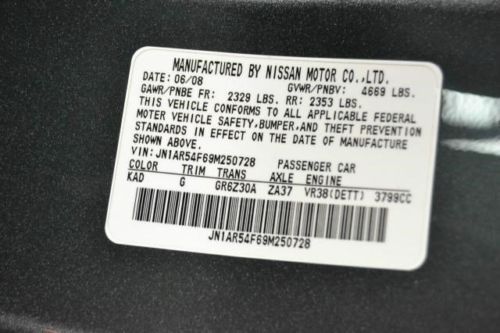 MANUFACTURED BY NISSAN MOTOR CO.,LTD.
DATE: 06/08 GVWR/PNBV: 4669 LBS.
GAWR/PNBE FR: 2329 LBS. RR: 2353 LBS.
THIS VEHICLE CONFORMS TO ALL APPLICABLE FEDERAL
MOTER VEHICLE SAFETY,BUMPER,AND THEFT PREVENTION
STANDARDS IN EFFECT ON THE DATE OF MANUFACTURE
SHOWN ABOVE.
VIN: JN1AR54F69M250728 PASSENGER CAR
COLOR TRIM TRANS AXLE ENGINE
KAD G GR6Z30A ZA37 VR38(DETT) 3799CC
JN1AR54F69M250728